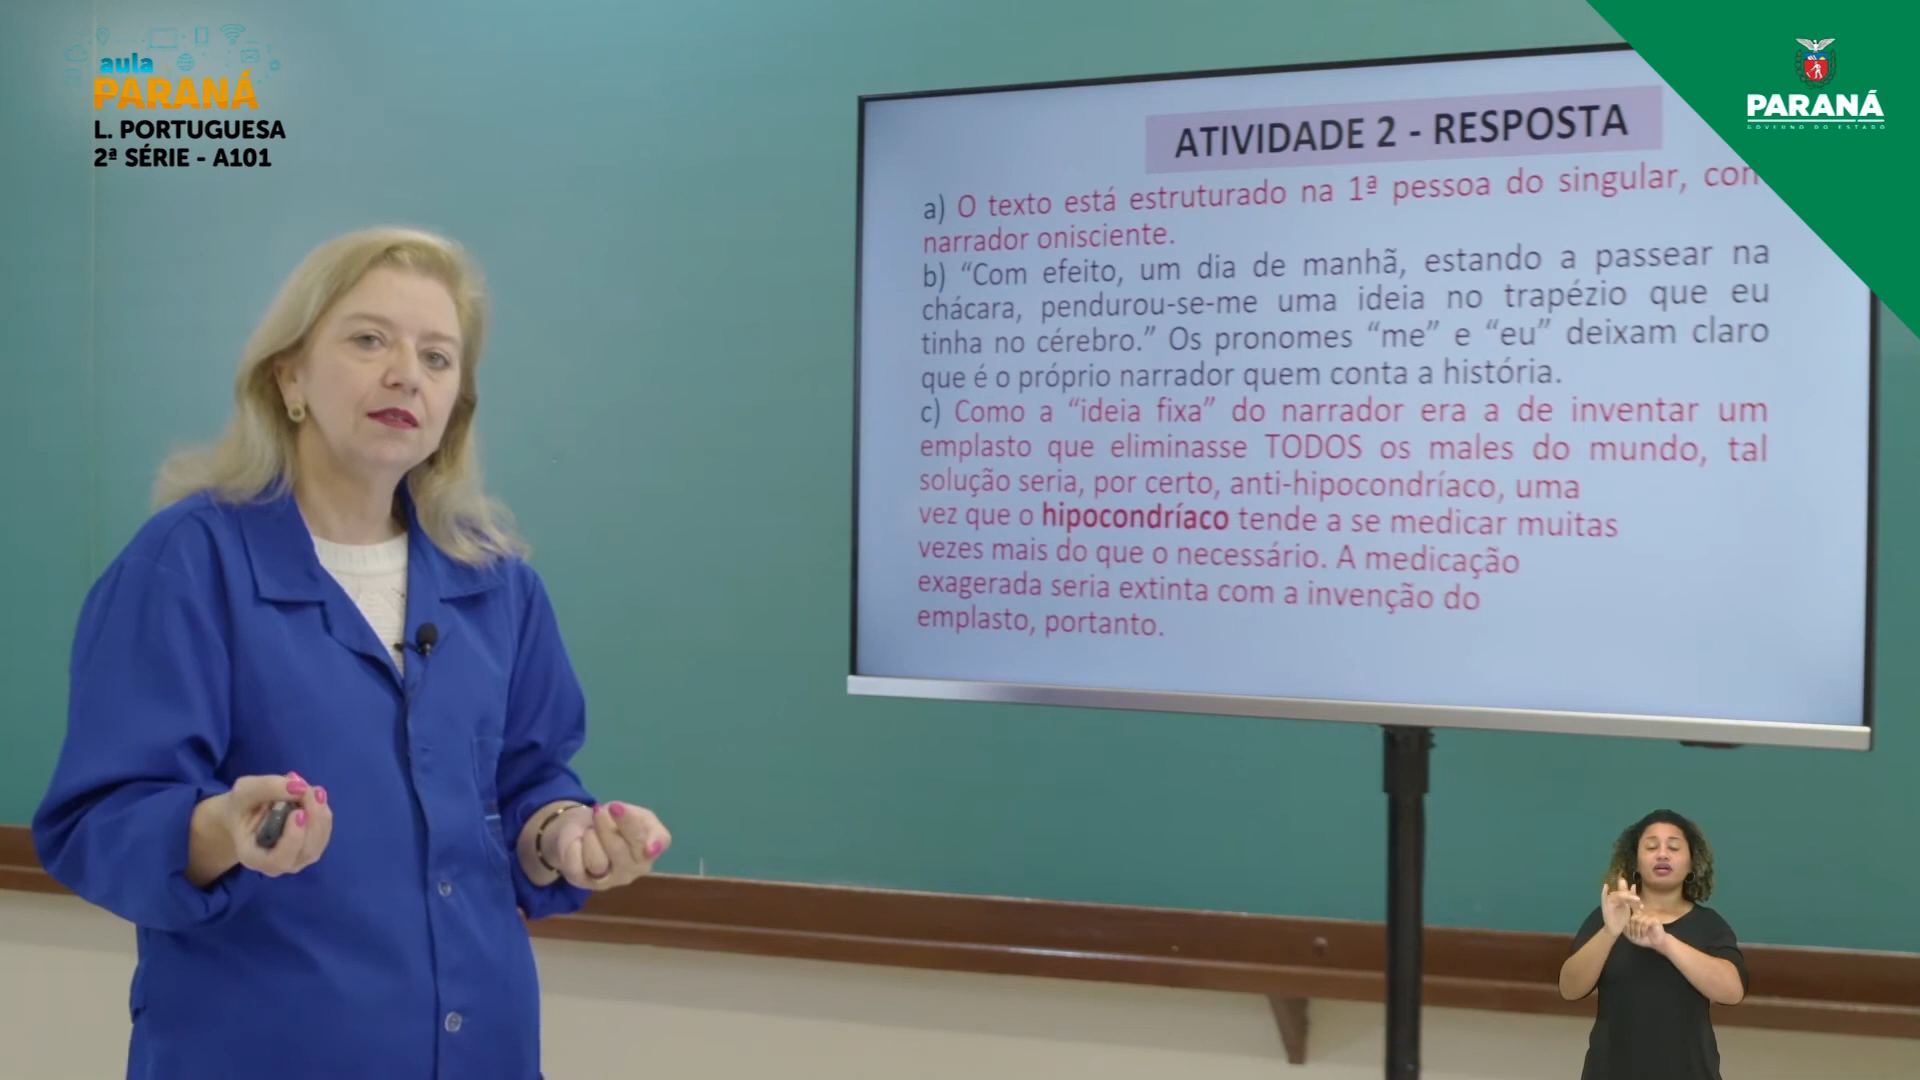 aula
PARANÁ
L. PORTUGUESA
2ª SÉRIE - A101
PARANÁ
GOVERNO DO ESTADO
ATIVIDADE 2 - RESPOSTA
a) O texto está estruturado na 1ª pessoa do singular, com
narrador onisciente.
b) “Com efeito, um dia de manhã, estando a passear na
chácara, pendurou-se-me uma ideia no trapézio que eu
tinha no cérebro.” Os pronomes “me” e “eu” deixam claro
que é o próprio narrador quem conta a história.
c) Como a “ideia fixa” do narrador era a de inventar um
emplasto que eliminasse TODOS os males do mundo, tal
solução seria, por certo, anti-hipocondríaco, uma
vez que o hipocondríaco tende a se medicar muitas
vezes mais do que o necessário. A medicação
exagerada seria extinta com a invenção do
emplasto, portanto.